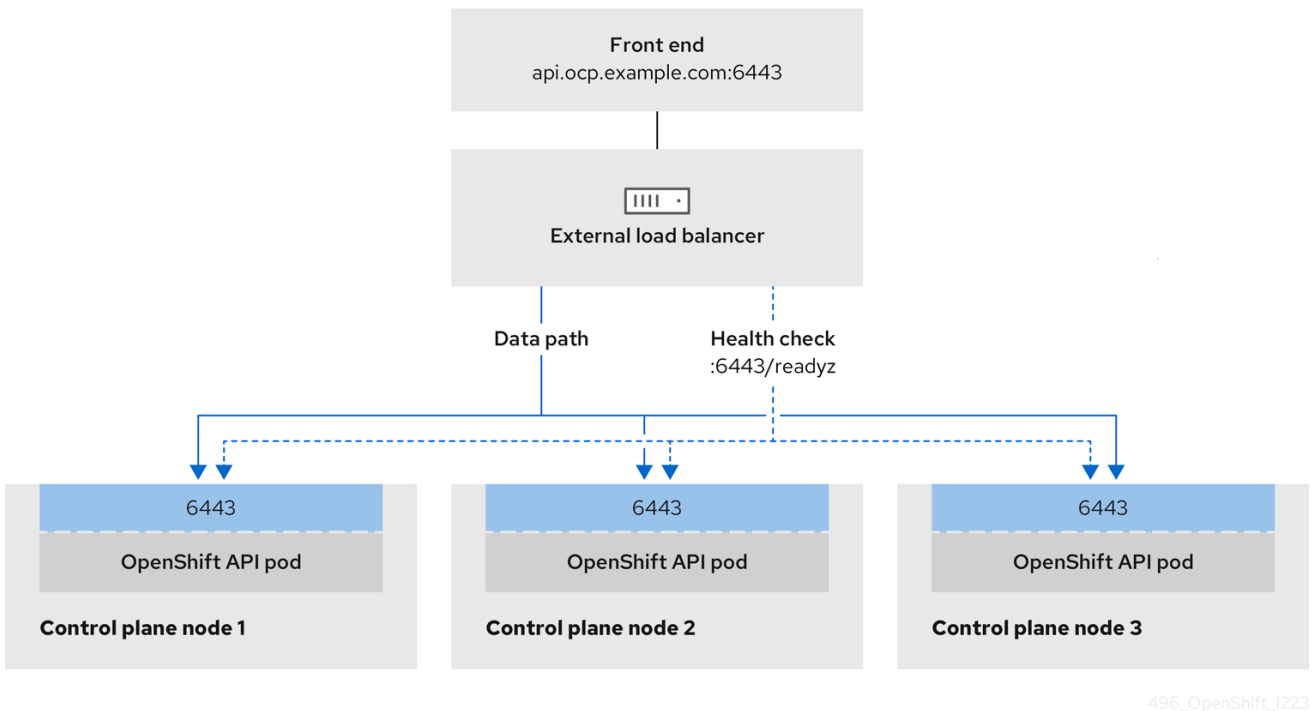 Front end
api.ocp.example.com:6443
External load balancer
Data path
Health check
:6443/readyz
6443
OpenShift API pod
Control plane node 1
6443
OpenShift API pod
Control plane node 2
6443
OpenShift API pod
Control plane node 3
496_OpenShift_1223